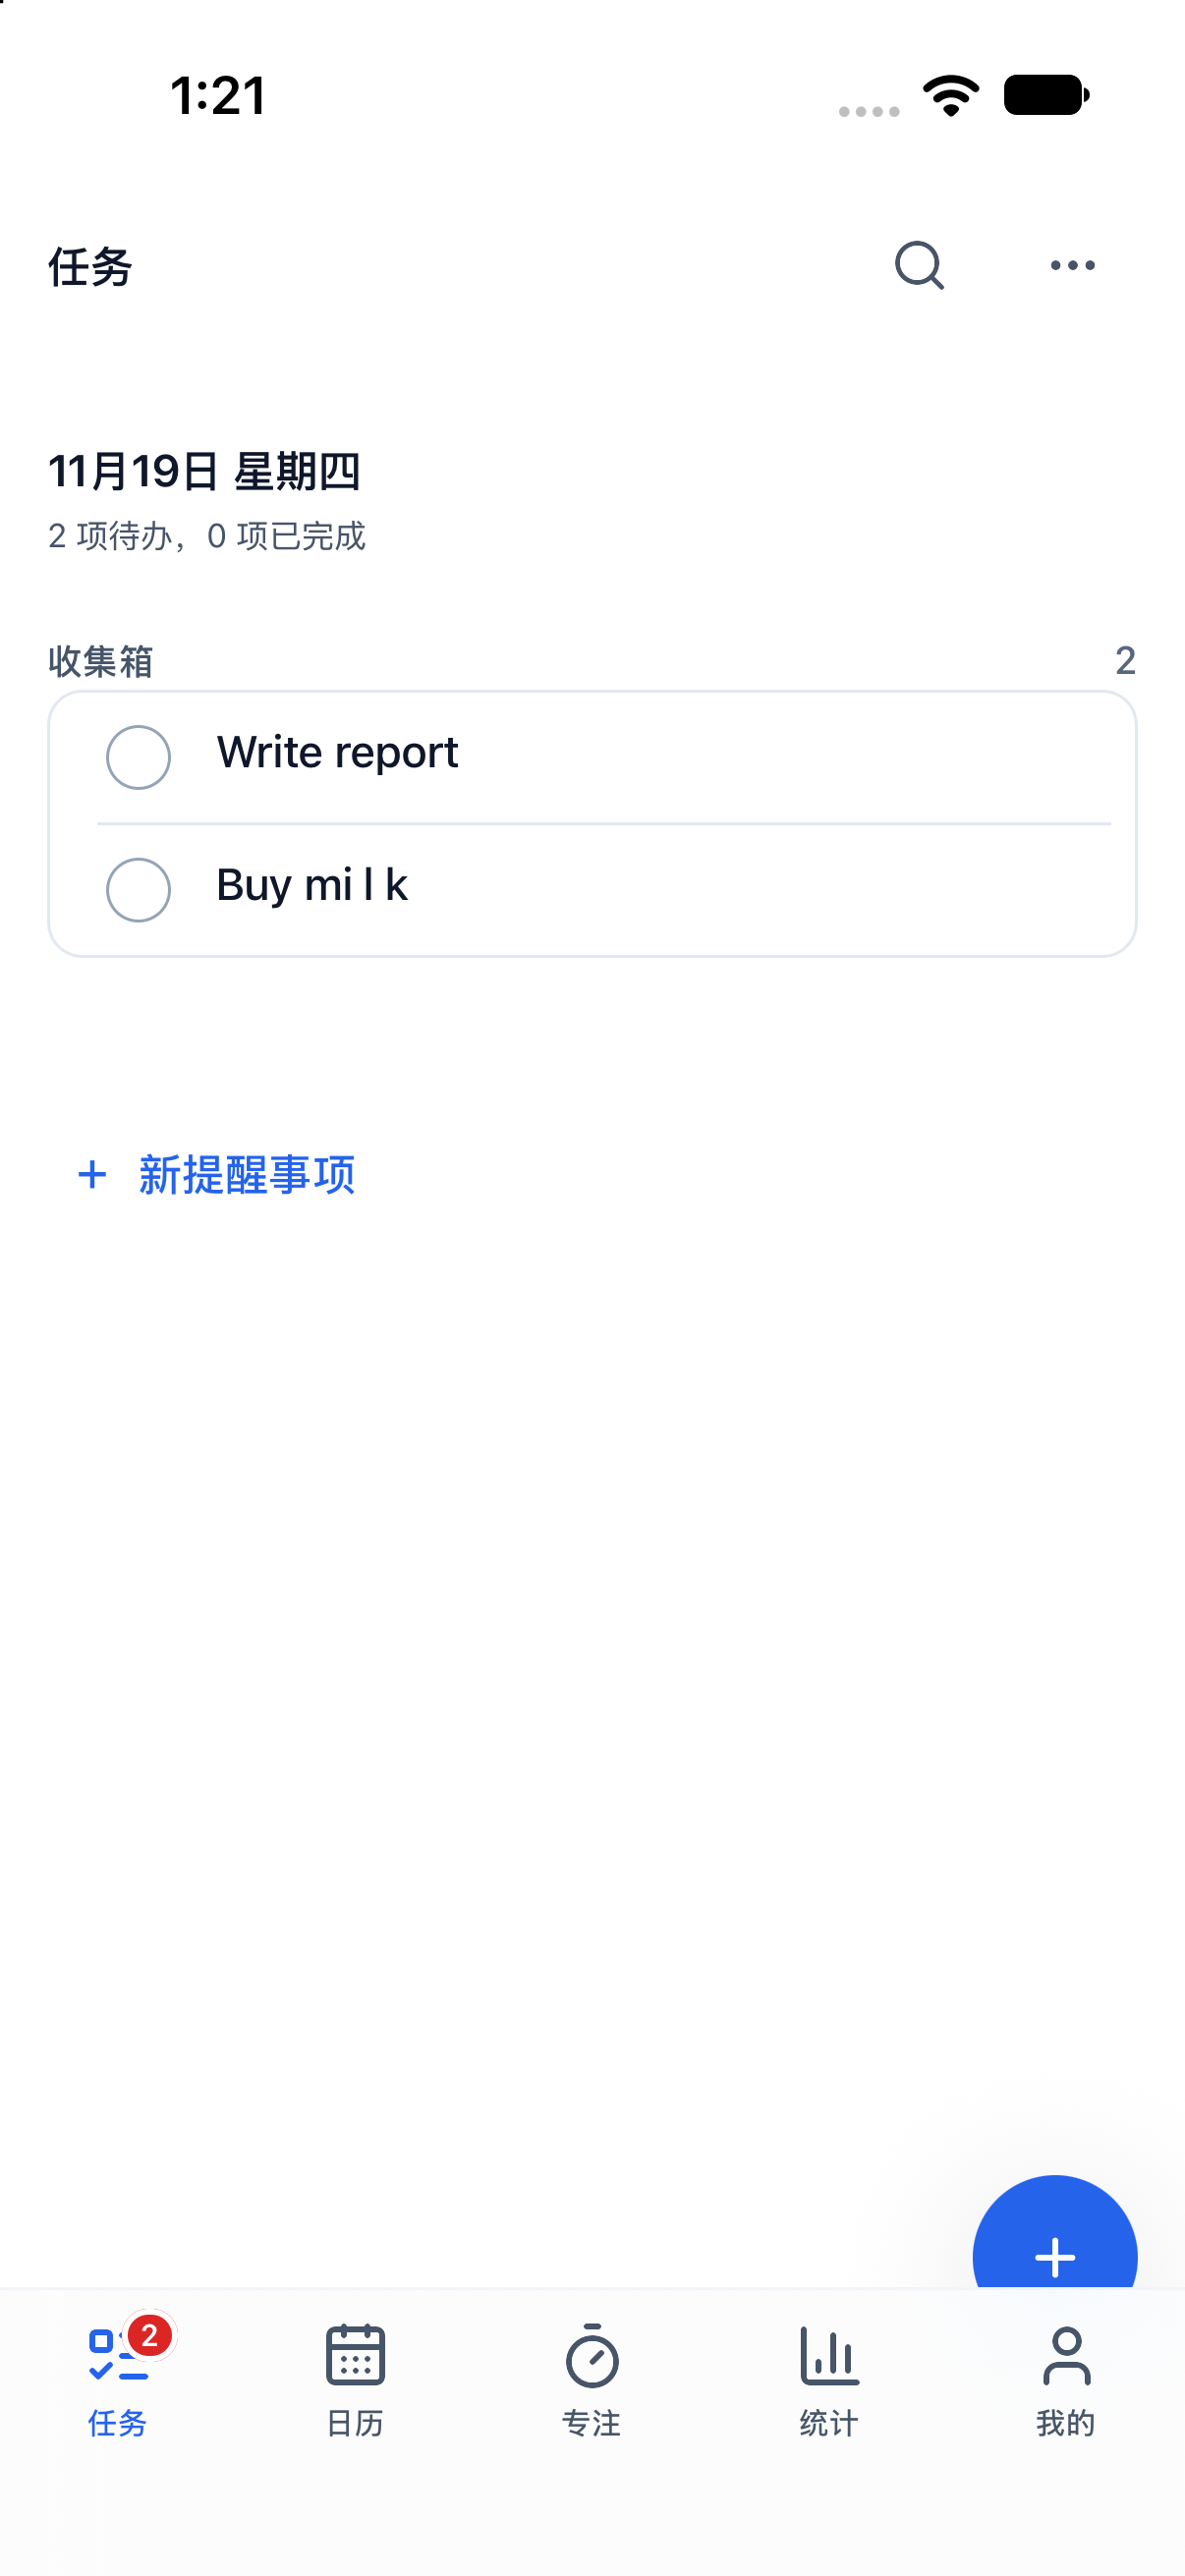 1:21
任务
11月19日 星期四
2 项待办，0 项已完成
收集箱 2
Write report
Buy mi l k
+ 新提醒事项
2
任务 日历 专注 统计 我的